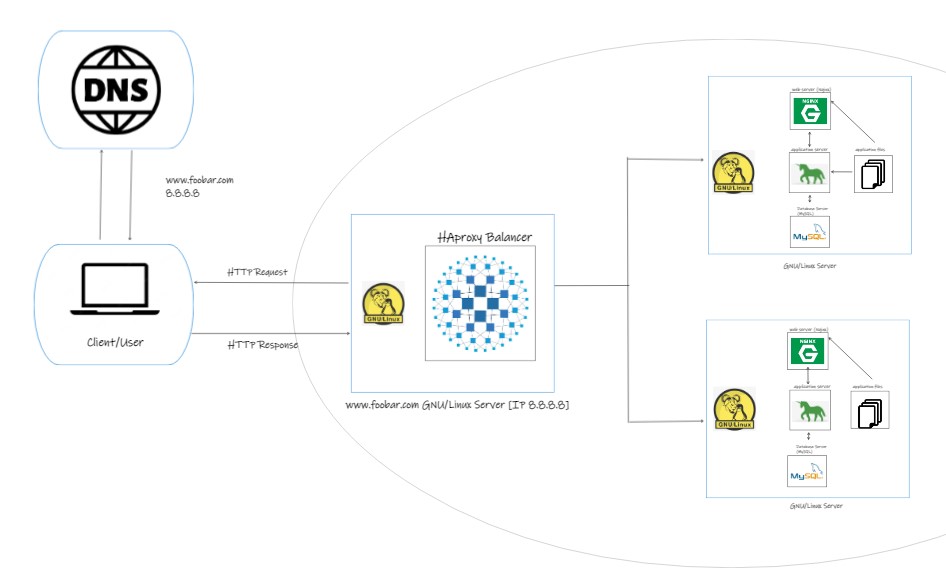 DNS
www.foobar.com
8.8.8.8
Client/User
HTTP Request
HTTP Response
HAproxy Balancer
GNU/Linux
www.foobar.com GNU/Linux Server [IP 8.8.8.8]
web server [nginx]
NGINX
application server
application files
GNU/Linux
Database Server
[MySQL]
MySQL
GNU/Linux Server
web server [nginx]
NGINX
application server
application files
GNU/Linux
Database Server
[MySQL]
MySQL
GNU/Linux Server